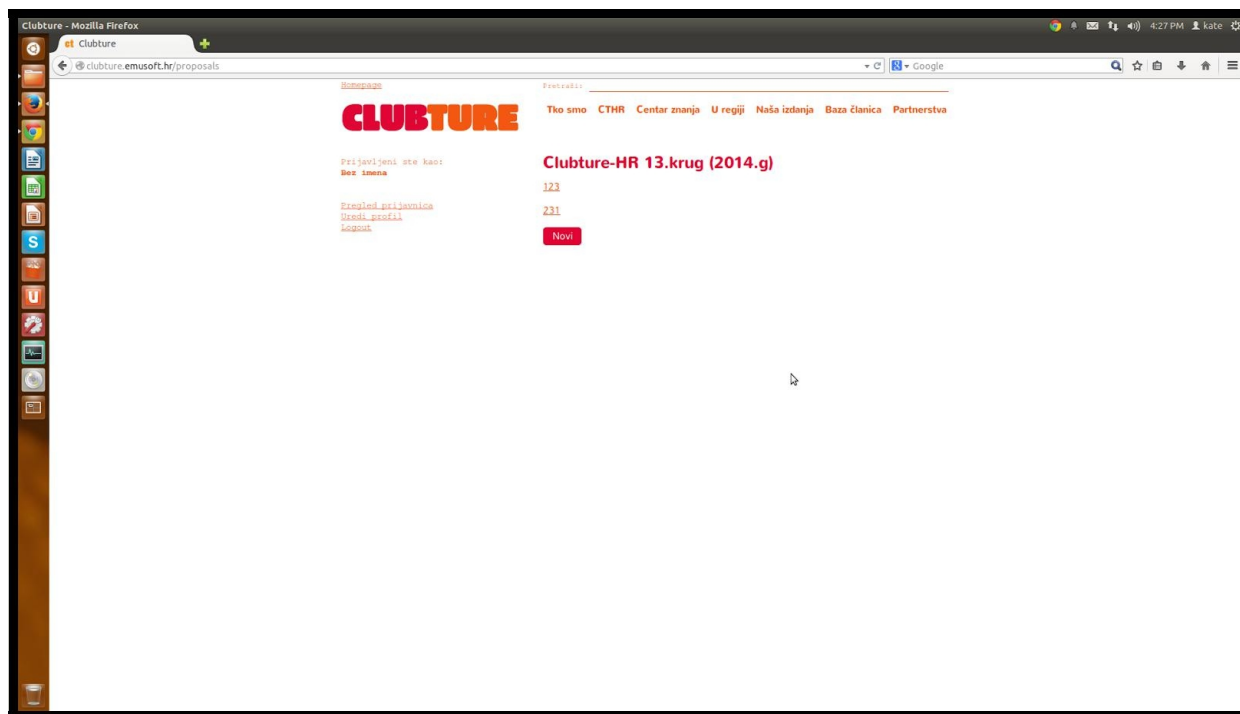 Clubture - Mozilla Firefox
4:27 PM kate
ct Clubture
clubture.emusoft.hr/proposals
Google
Homepage
Pretraži:
CLUBTURE
Tko smo CTHR Centar znanja U regiji Naša izdanja Baza članica Partnerstva
Prijavljeni ste kao:
Bez imena
Clubture-HR 13.krug (2014.g)
123
Pregled prijavnica
231
Uredi profil
Logout
Novi